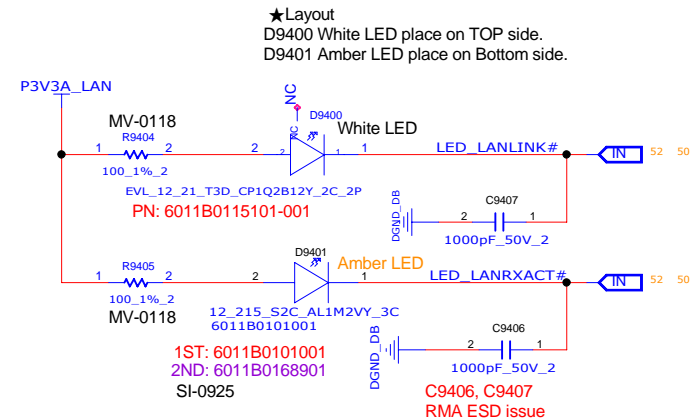 ★Layout
D9400 White LED place on TOP side.
D9401 Amber LED place on Bottom side.
P3V3A_LAN
NC
MV-0118
D9400
R9404
NC
White LED
LED_LANLINK#
1 2 2 2 1 1 IN 52 50
100_1%_2
EVL_12_21_T3D_CP1Q2B12Y_2C_2P
PN: 6011B0115101-001
C9407
DGND_DB
2 1
1000pF_50V_2
D9401
Amber LED
R9405
LED_LANRXACT#
1 2 2 1 IN 52 50
100_1%_2
MV-0118
12_215_S2C_AL1M2VY_3C
6011B0101001
1ST: 6011B0101001
2ND: 6011B0168901
SI-0925
C9406
DGND_DB
2 1
1000pF_50V_2
C9406, C9407
RMA ESD issue